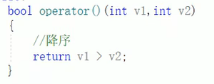 bool operator()(int v1,int v2)
{
//降序
return v1 > v2;
}